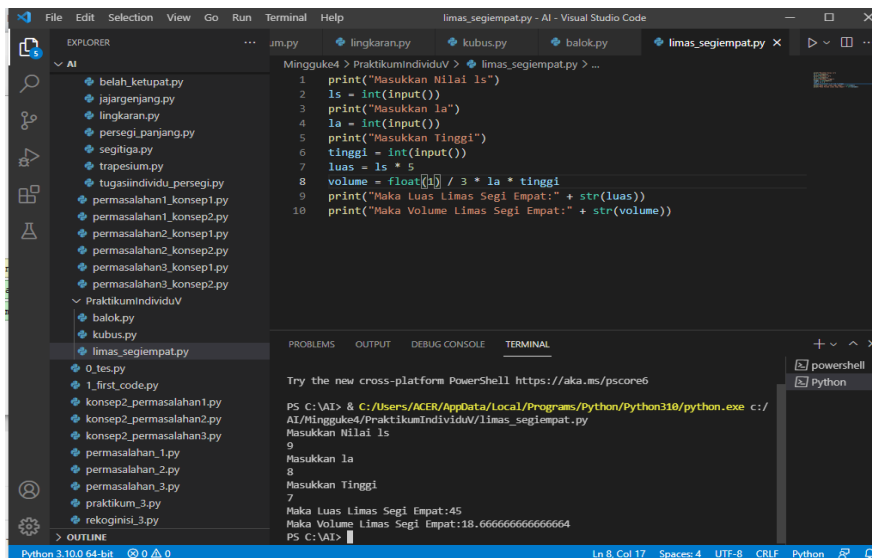 File Edit Selection View Go Run Terminal Help limas_segiempat.py - AI - Visual Studio Code
EXPLORER
um.py lingkaran.py kubus.py balok.py limas_segiempat.py
AI
Mingguke4 > PraktikumIndividuV > limas_segiempat.py > ...
belah_ketupat.py
jajargenjang.py
lingkaran.py
persegi_panjang.py
segitiga.py
trapesium.py
tugasiindividu_persegi.py
permasalahan1_konsep1.py
permasalahan1_konsep2.py
permasalahan2_konsep1.py
permasalahan2_konsep2.py
permasalahan3_konsep1.py
permasalahan3_konsep2.py
PraktikumIndividuV
balok.py
kubus.py
limas_segiempat.py
0_tes.py
1_first_code.py
konsep2_permasalahan1.py
konsep2_permasalahan2.py
konsep2_permasalahan3.py
permasalahan_1.py
permasalahan_2.py
permasalahan_3.py
praktikum_3.py
rekoginisi_3.py
OUTLINE
1 print("Masukkan Nilai ls")
2 ls = int(input())
3 print("Masukkan la")
4 la = int(input())
5 print("Masukkan Tinggi")
6 tinggi = int(input())
7 luas = ls * 5
8 volume = float(1) / 3 * la * tinggi
9 print("Maka Luas Limas Segi Empat:" + str(luas))
10 print("Maka Volume Limas Segi Empat:" + str(volume))
PROBLEMS OUTPUT DEBUG CONSOLE TERMINAL
powershell
Python
Try the new cross-platform PowerShell https://aka.ms/pscore6
PS C:\AI> & C:/Users/ACER/AppData/Local/Programs/Python/Python310/python.exe c:/
AI/Mingguke4/PraktikumIndividuV/limas_segiempat.py
Masukkan Nilai ls
9
Masukkan la
8
Masukkan Tinggi
7
Maka Luas Limas Segi Empat:45
Maka Volume Limas Segi Empat:18.666666666666664
PS C:\AI>
Python 3.10.0 64-bit 0 0 Ln 8, Col 17 Spaces: 4 UTF-8 CRLF Python